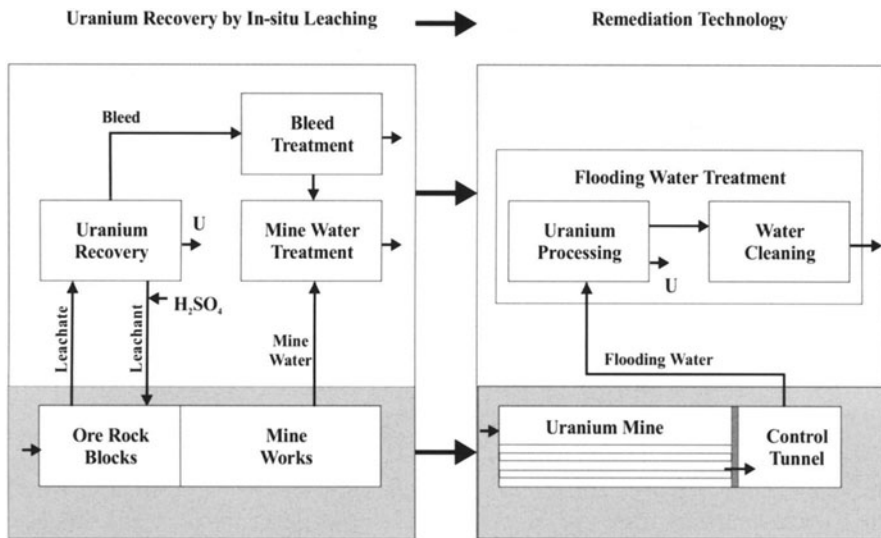 Uranium Recovery by In-situ Leaching
Remediation Technology
Bleed
Bleed
Treatment
Uranium
Recovery
U
Mine Water
Treatment
Leachate
Leachant
H₂SO₄
Mine
Water
Ore Rock
Blocks
Mine
Works
Flooding Water Treatment
Uranium
Processing
U
Water
Cleaning
Flooding Water
Uranium Mine
Control
Tunnel